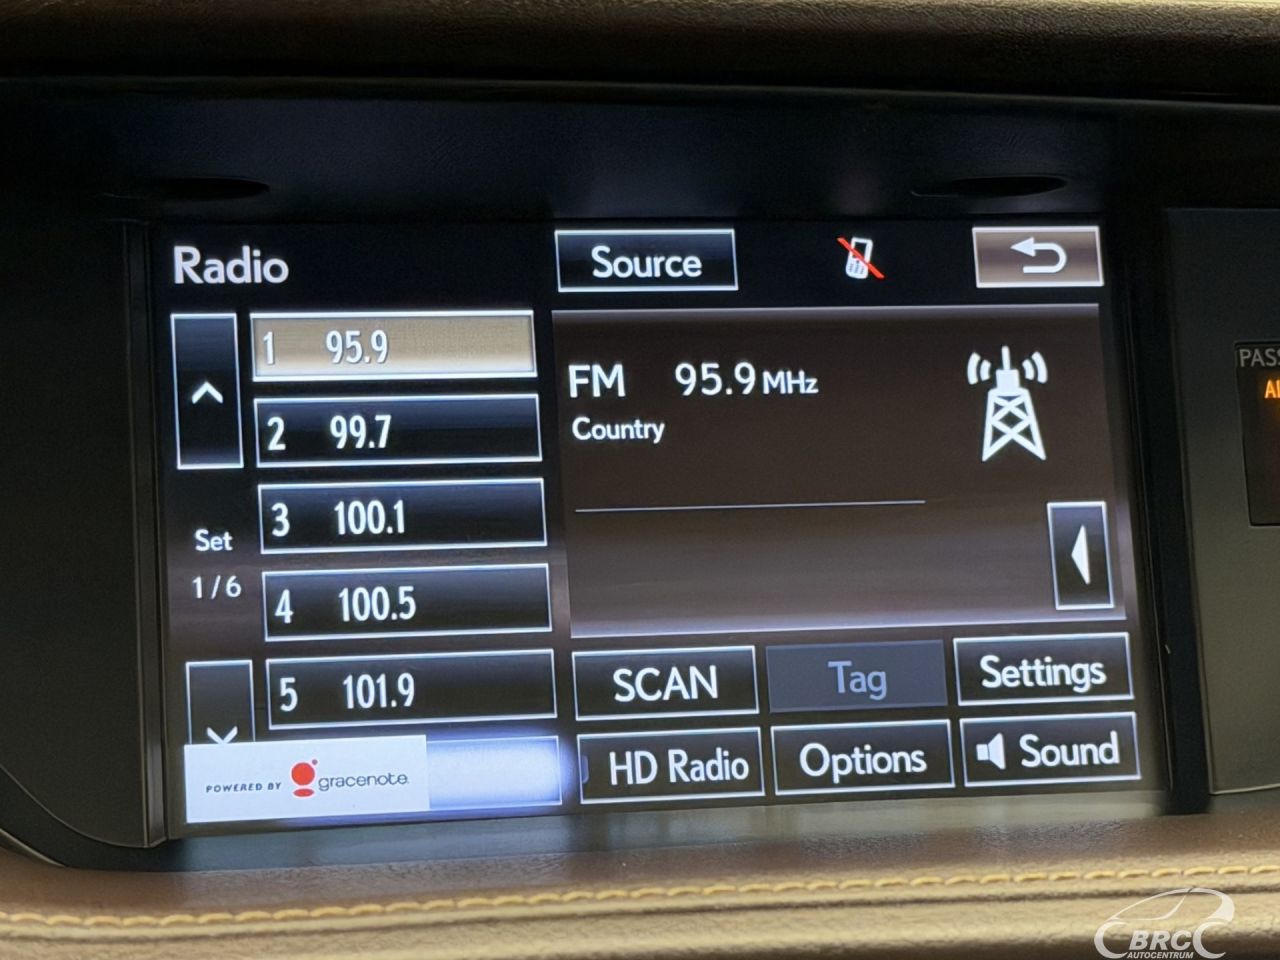 Radio
Source
1 95.9
2 99.7
3 100.1
4 100.5
5 101.9
Set
1/6
FM 95.9 MHz
Country
SCAN
Tag
Settings
HD Radio
Options
Sound
POWERED BY gracenote.
PASS
BRC
AUTOCENTRUM